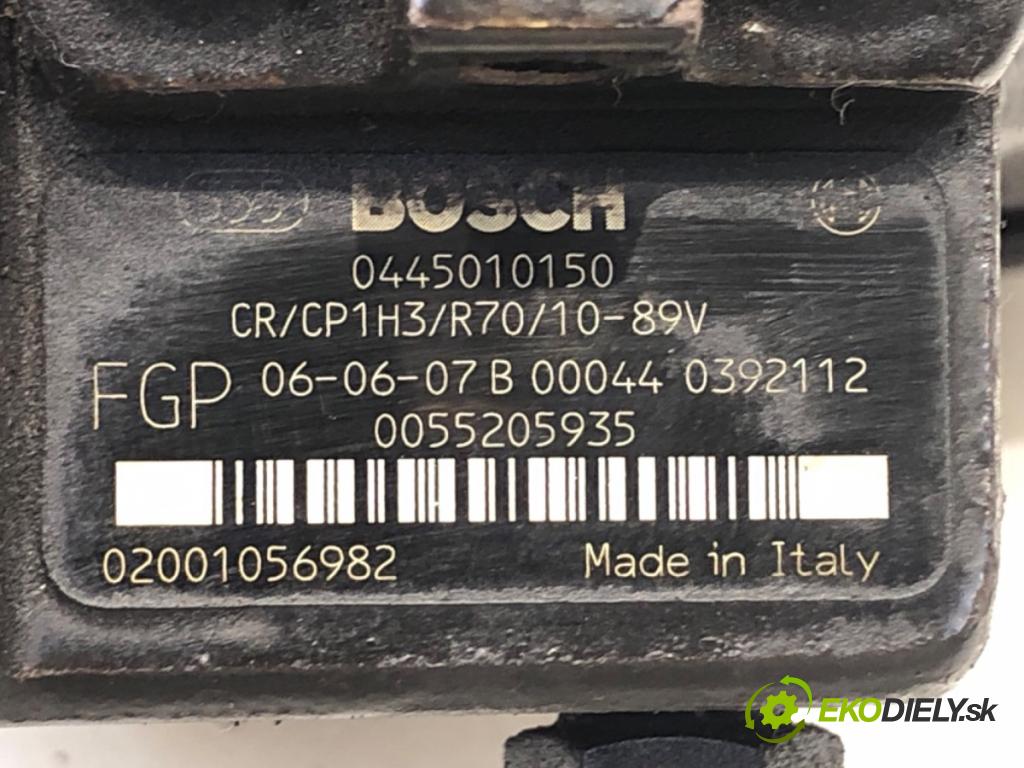 BOSCH
0445010150
CR/CP1H3/R70/10-89V
FGP 06-06-07 B 00044 0392112
0055205935
02001056982 Made in Italy
EKODIELY.sk